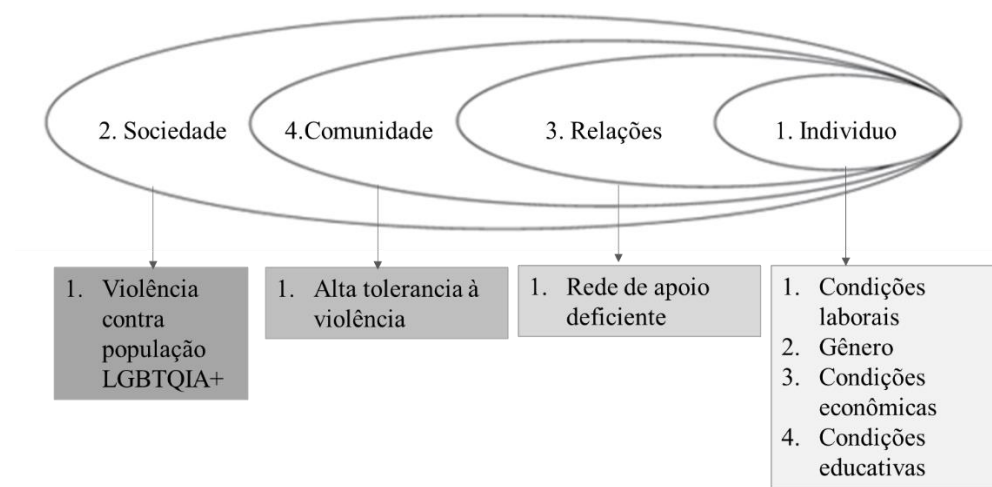 2. Sociedade
4.Comunidade
3. Relações
1. Individuo
1. Violência
contra
população
LGBTQIA+
1. Alta tolerancia à
violência
1. Rede de apoio
deficiente
1. Condições
laborais
2. Gênero
3. Condições
econômicas
4. Condições
educativas